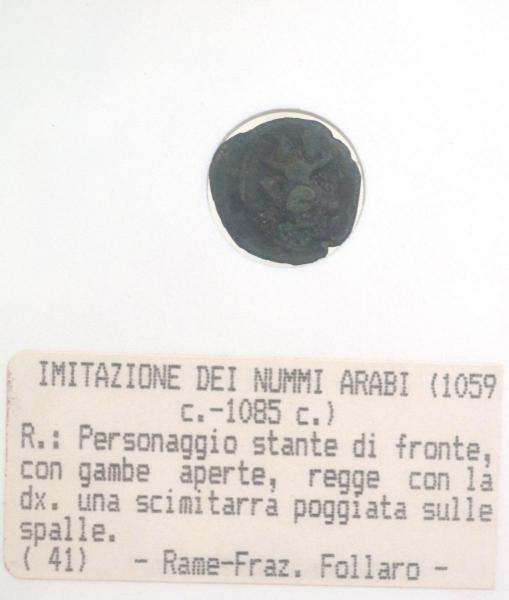 IMITAZIONE DEI NUMMI ARABI (1059
c.-1085 c.)
R.: Personaggio stante di fronte,
con gambe aperte, regge con la
dx. una scimitarra poggiata sulle
spalle.
( 41) - Rame-Fraz. Follaro -